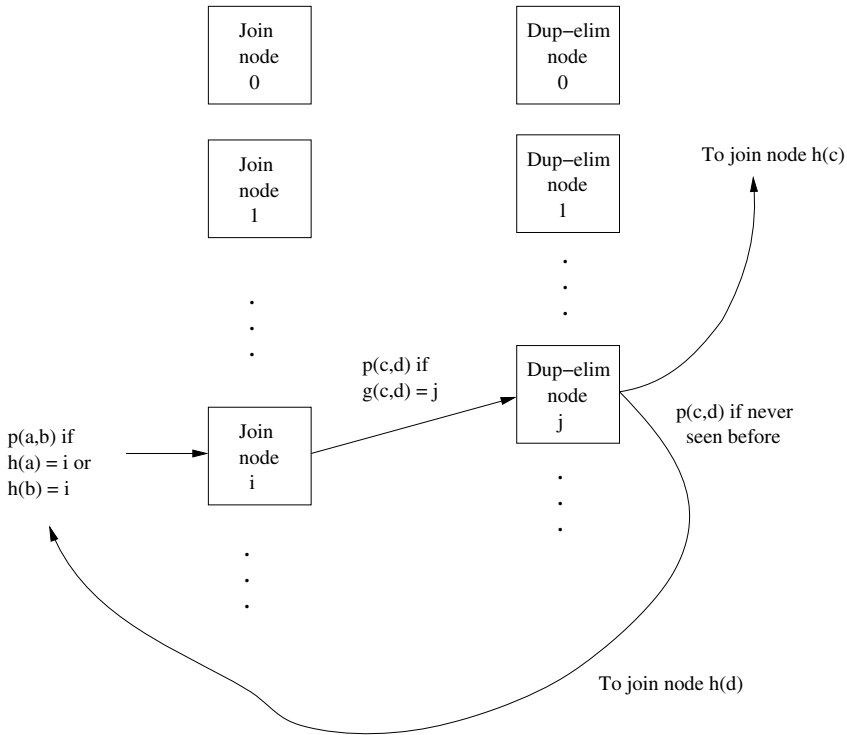 Join
node
0
Dup−elim
node
0
Join
node
1
Dup−elim
node
1
To join node h(c)
p(c,d) if
g(c,d) = j
Dup−elim
node
j
p(c,d) if never
seen before
p(a,b) if
h(a) = i or
h(b) = i
Join
node
i
To join node h(d)